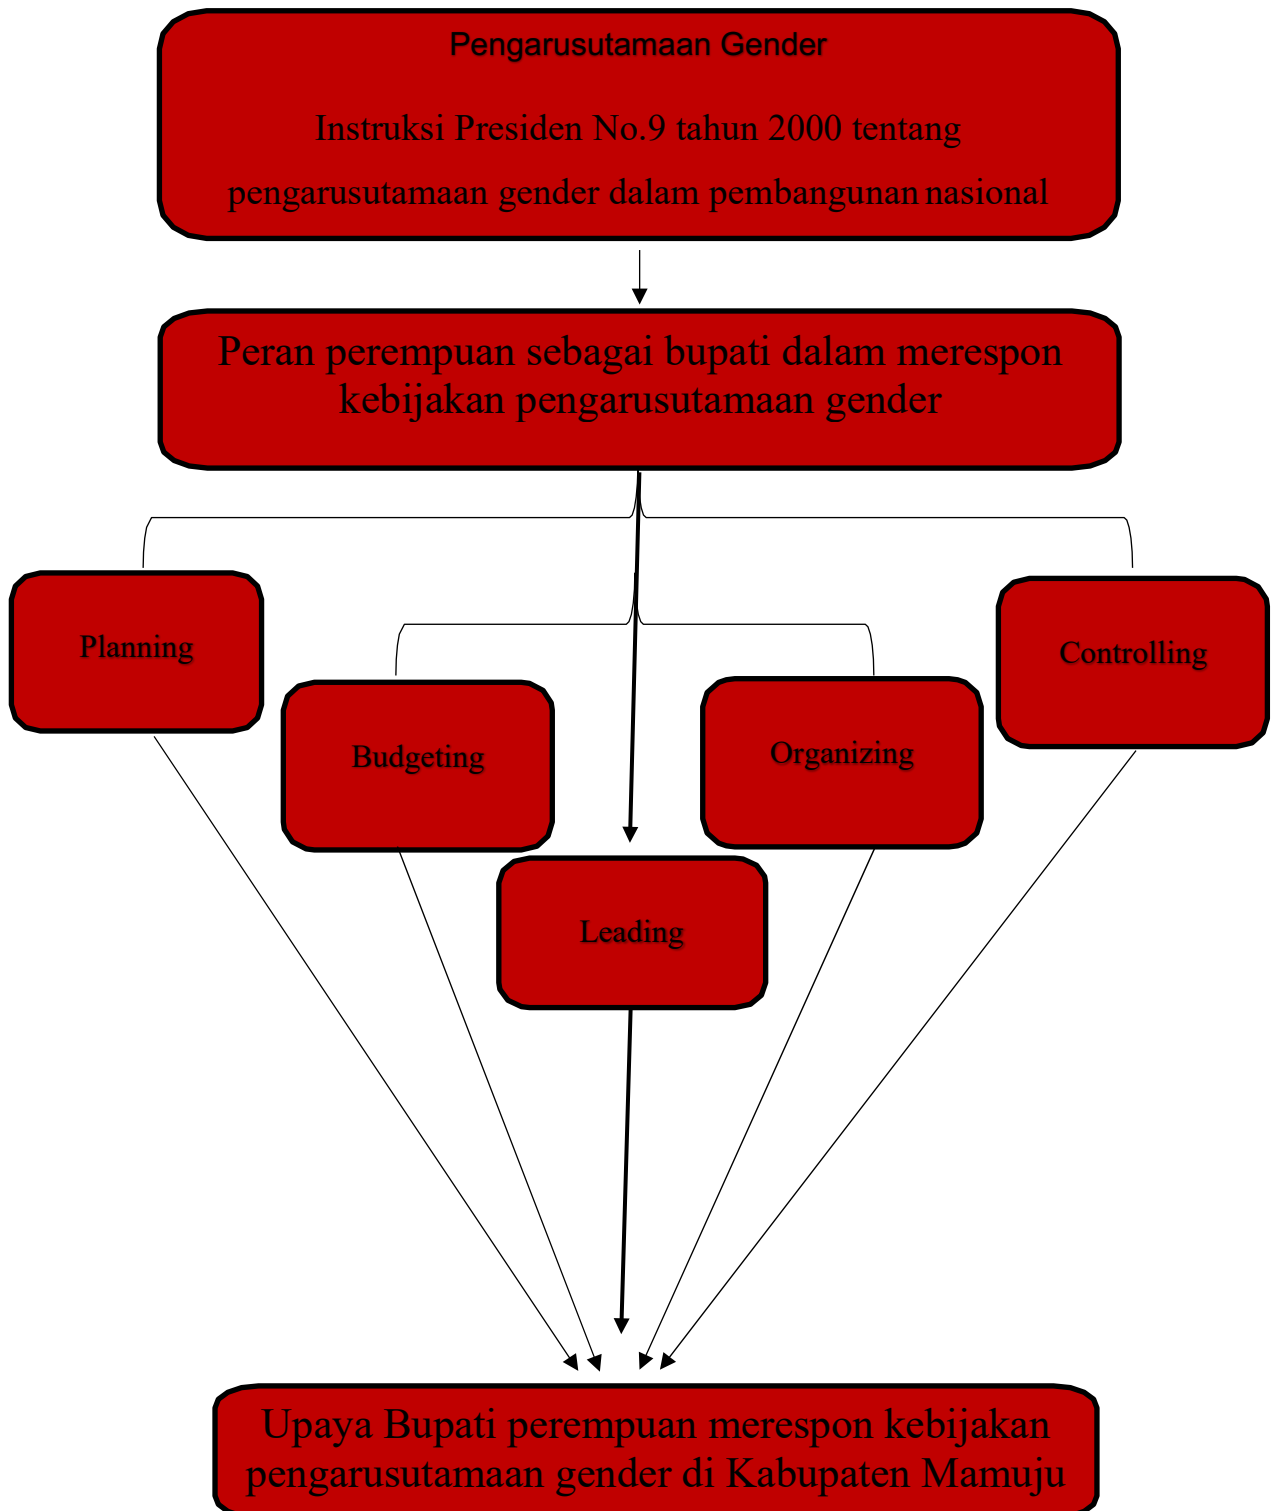 Pengarusutamaan Gender
Instruksi Presiden No.9 tahun 2000 tentang
pengarusutamaan gender dalam pembangunan nasional
Peran perempuan sebagai bupati dalam merespon
kebijakan pengarusutamaan gender
Planning
Budgeting
Leading
Organizing
Controlling
Upaya Bupati perempuan merespon kebijakan
pengarusutamaan gender di Kabupaten Mamuju